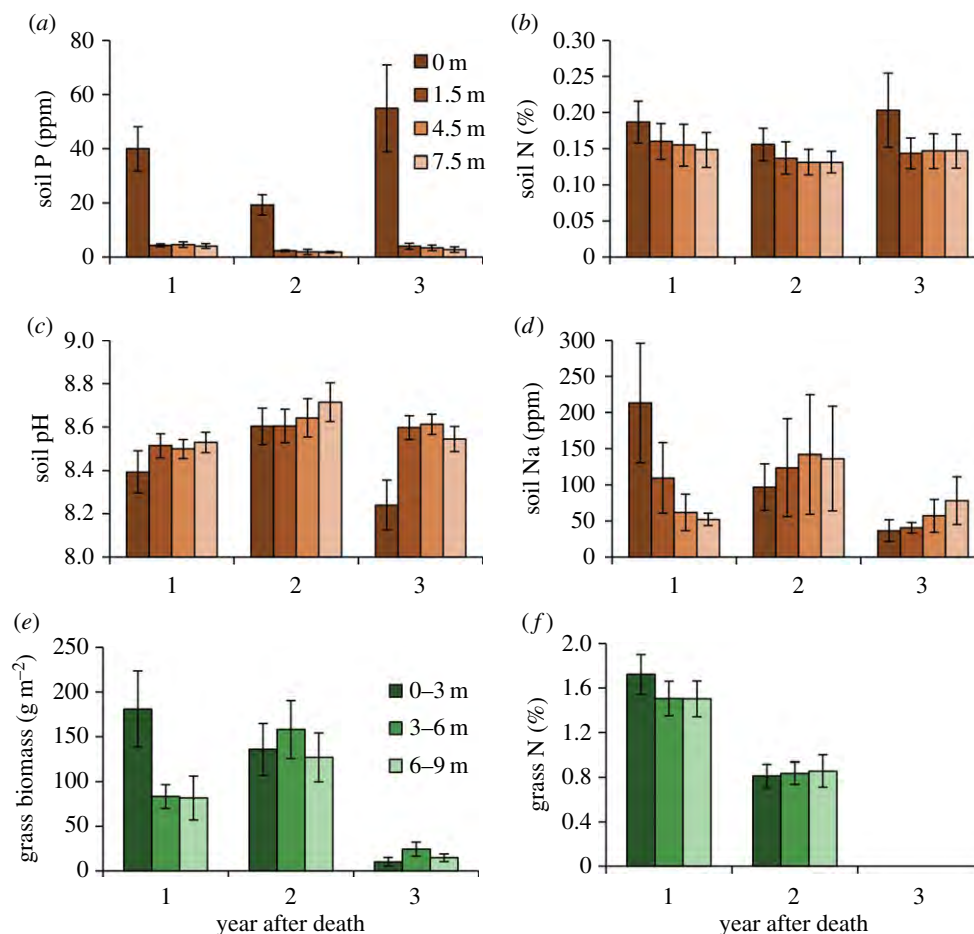 (a)
80
60
40
20
0
soil P (ppm)
0 m
1.5 m
4.5 m
7.5 m
1 2 3
(b)
0.30
0.25
0.20
0.15
0.10
0.05
0.00
soil N (%)
1 2 3
(c)
9.0
8.8
8.6
8.4
8.2
8.0
soil pH
1 2 3
(d)
300
250
200
150
100
50
0
soil Na (ppm)
1 2 3
(e)
250
200
150
100
50
0
grass biomass (g m⁻²)
0–3 m
3–6 m
6–9 m
1 2 3
year after death
(f)
2.0
1.6
1.2
0.8
0.4
0
grass N (%)
1 2 3
year after death